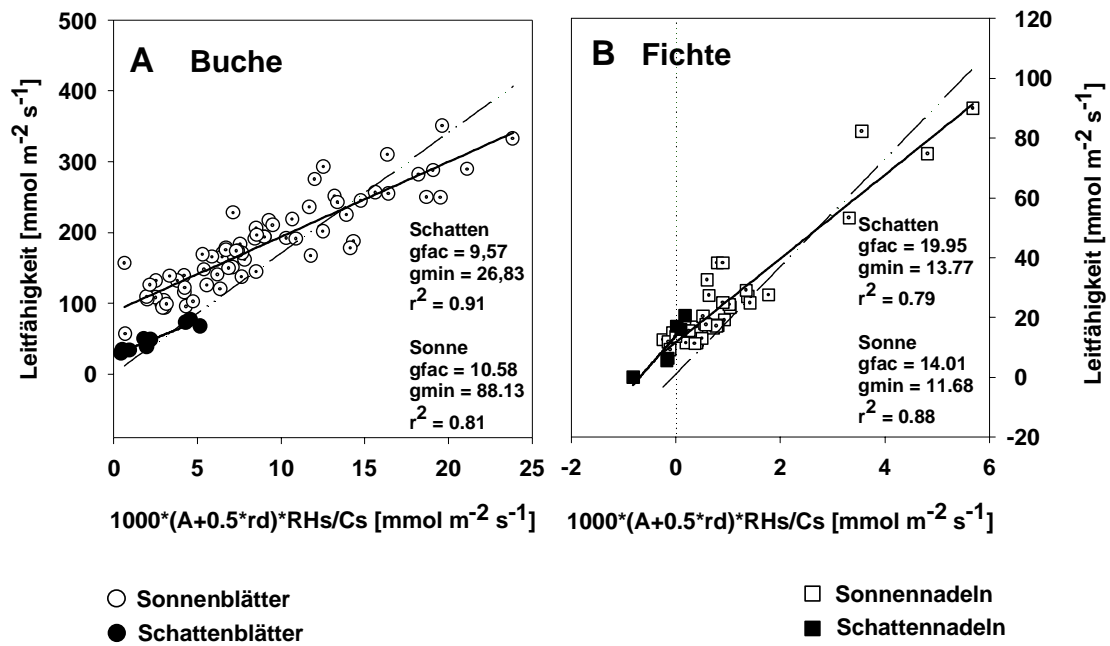 A Buche
Leitfähigkeit [mmol m-2 s-1]
500
400
300
200
100
0
Schatten
gfac = 9,57
gmin = 26,83
r2 = 0.91
Sonne
gfac = 10.58
gmin = 88.13
r2 = 0.81
0 5 10 15 20 25
1000*(A+0.5*rd)*RHs/Cs [mmol m-2 s-1]
Sonnenblätter
Schattenblätter
B Fichte
120
100
80
60
40
20
0
-20
Leitfähigkeit [mmol m-2 s-1]
Schatten
gfac = 19.95
gmin = 13.77
r2 = 0.79
Sonne
gfac = 14.01
gmin = 11.68
r2 = 0.88
-2 0 2 4 6
1000*(A+0.5*rd)*RHs/Cs [mmol m-2 s-1]
Sonnennadeln
Schattennadeln